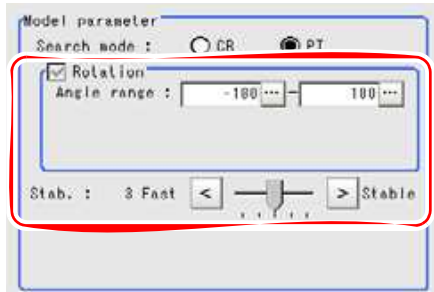 Model parameter
Search mode : CR PT
Rotation
Angle range : -180 ... - 180 ...
Stab. : 3 Fast < > Stable